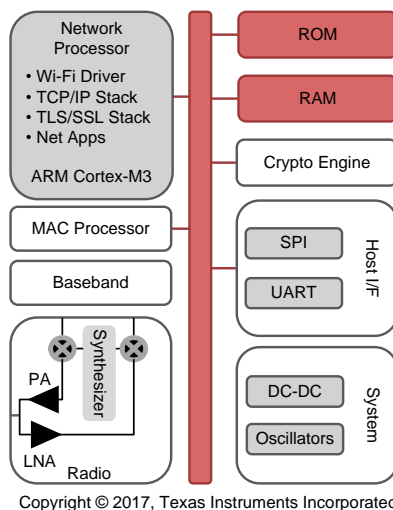 Network
Processor
• Wi-Fi Driver
• TCP/IP Stack
• TLS/SSL Stack
• Net Apps
ARM Cortex-M3
MAC Processor
Baseband
Synthesizer
PA
LNA
Radio
ROM
RAM
Crypto Engine
SPI
UART
Host I/F
DC-DC
Oscillators
System
Copyright © 2017, Texas Instruments Incorporated